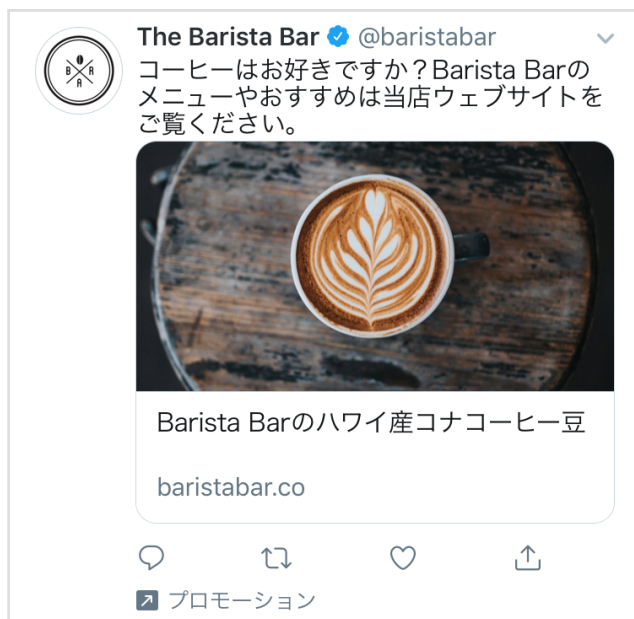 The Barista Bar @baristabar
コーヒーはお好きですか？Barista Barの
メニューやおすすめは当店ウェブサイトを
ご覧ください。
B A R
Barista Barのハワイ産コナコーヒー豆
baristabar.co
プロモーション